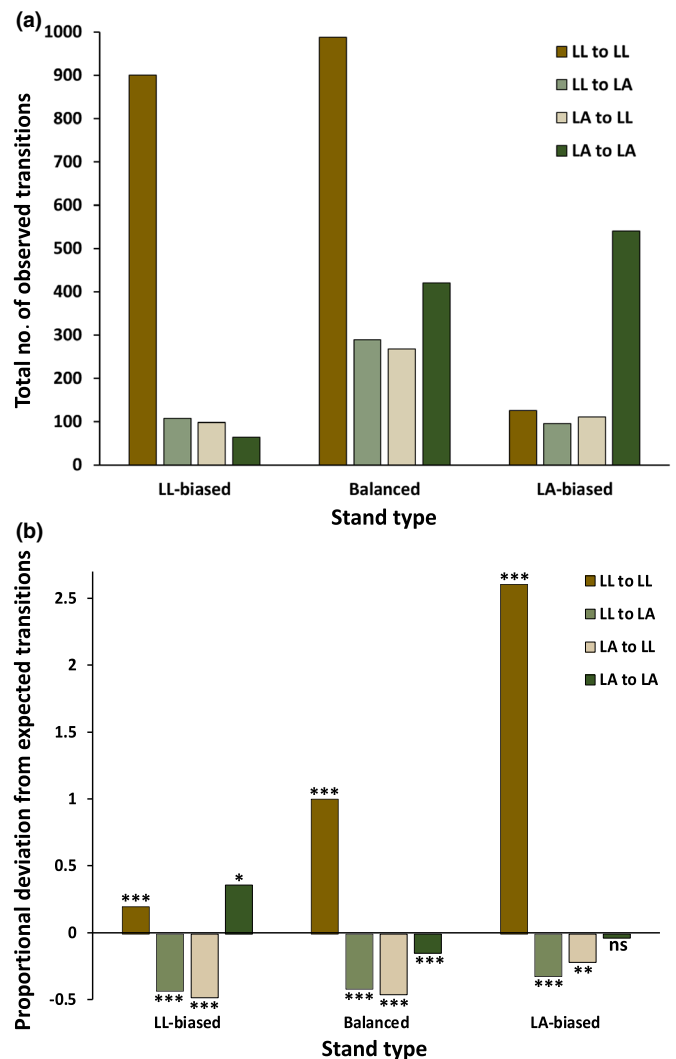 (a)
Total no. of observed transitions
1000
900
800
700
600
500
400
300
200
100
0
LL to LL
LL to LA
LA to LL
LA to LA
LL-biased Balanced LA-biased
Stand type
(b)
Proportional deviation from expected transitions
2.5
2
1.5
1
0.5
0
-0.5
LL to LL
LL to LA
LA to LL
LA to LA
*** *** *** * *** *** *** *** *** *** ** ns
LL-biased Balanced LA-biased
Stand type